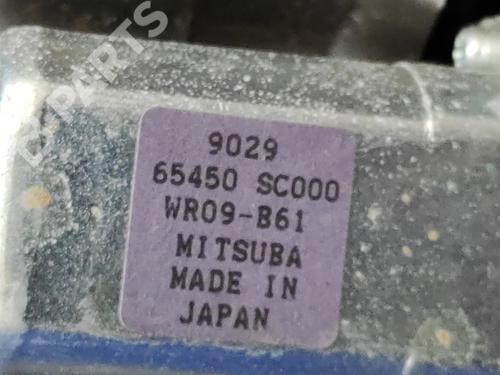 B-PARTS
9029
65450 SC000
WR09-B61
MITSUBA
MADE IN
JAPAN